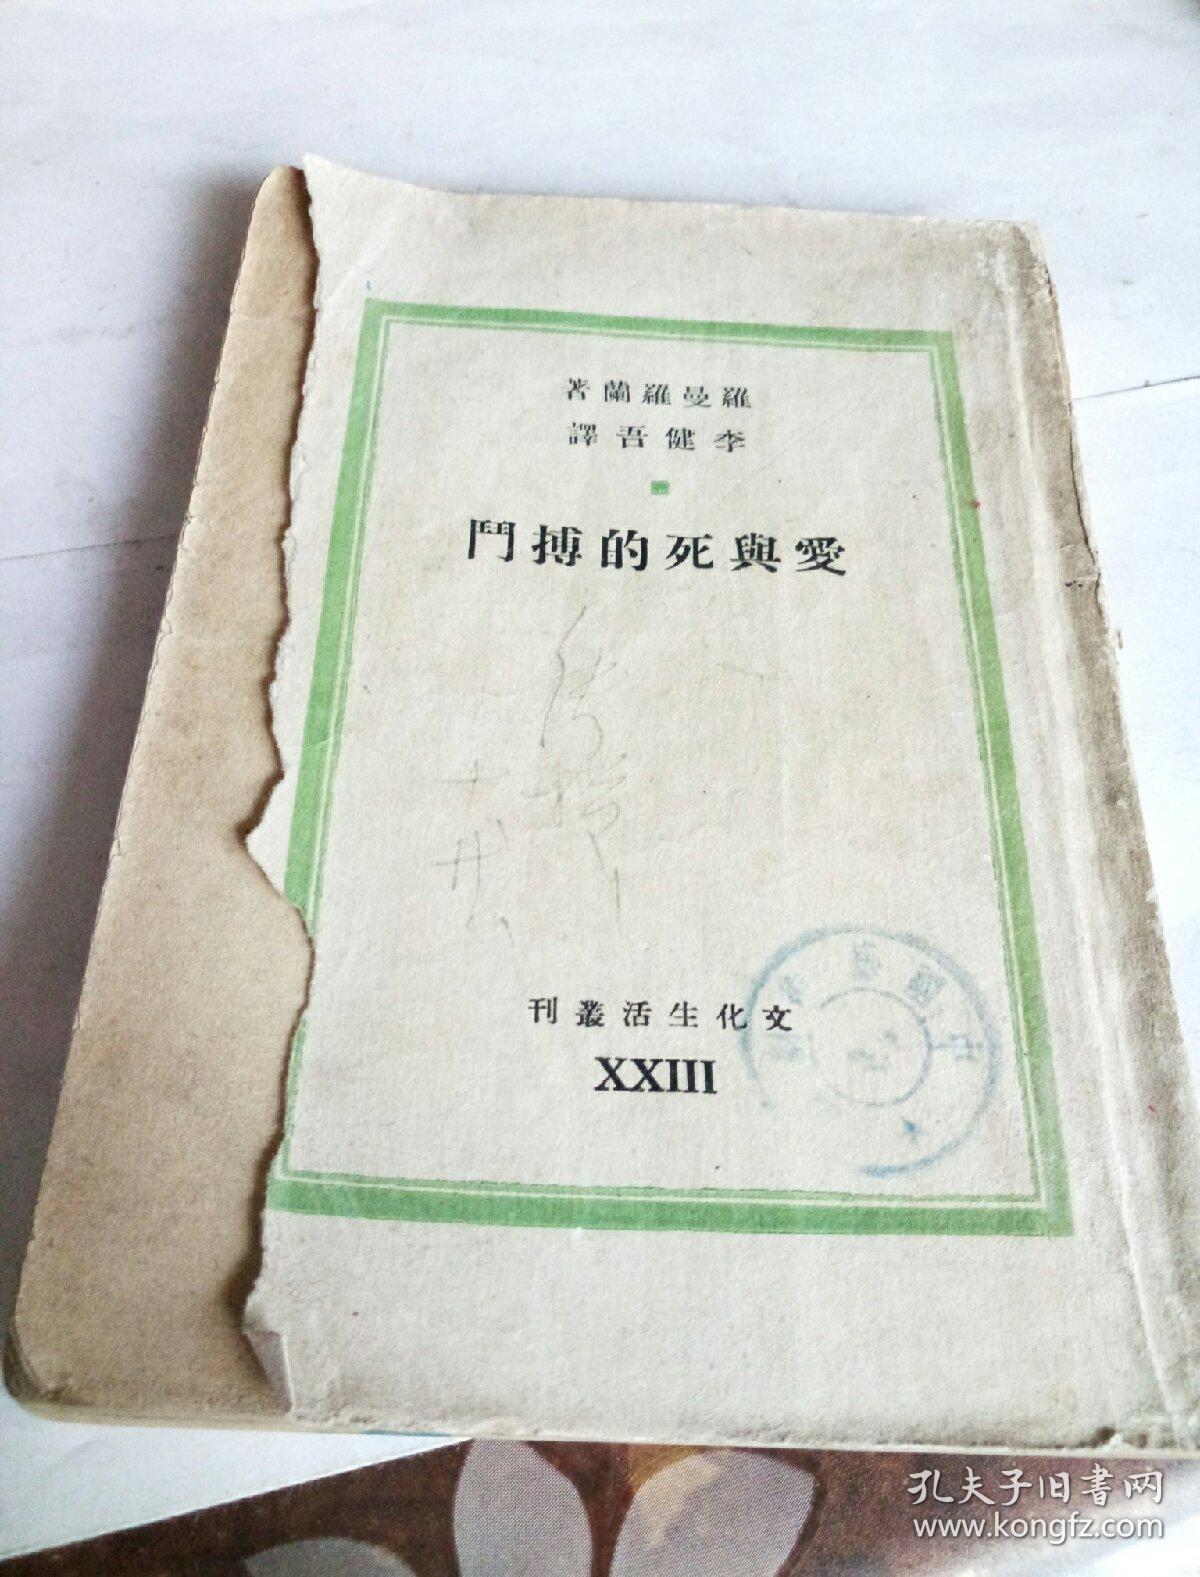 羅曼羅蘭著
李健吾譯
愛與死的搏鬥
文化生活叢刊
XXIII
孔夫子旧书网
www.kongfz.com